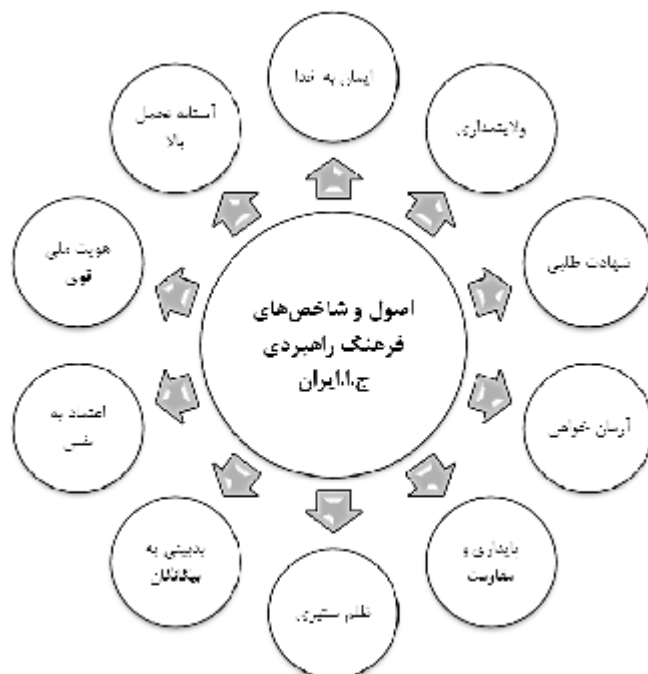 اصول و شاخص‌های
فرهنگ راهبردی
ج.ا.ایران
ایمان به خدا
ولایتمداری
شهادت طلبی
آرمان خواهی
پایداری و
مقاومت
ظلم ستیزی
بدبینی به
بیگانگان
اعتماد به
نفس
هویت ملی
قوی
آستانه تحمل
بالا